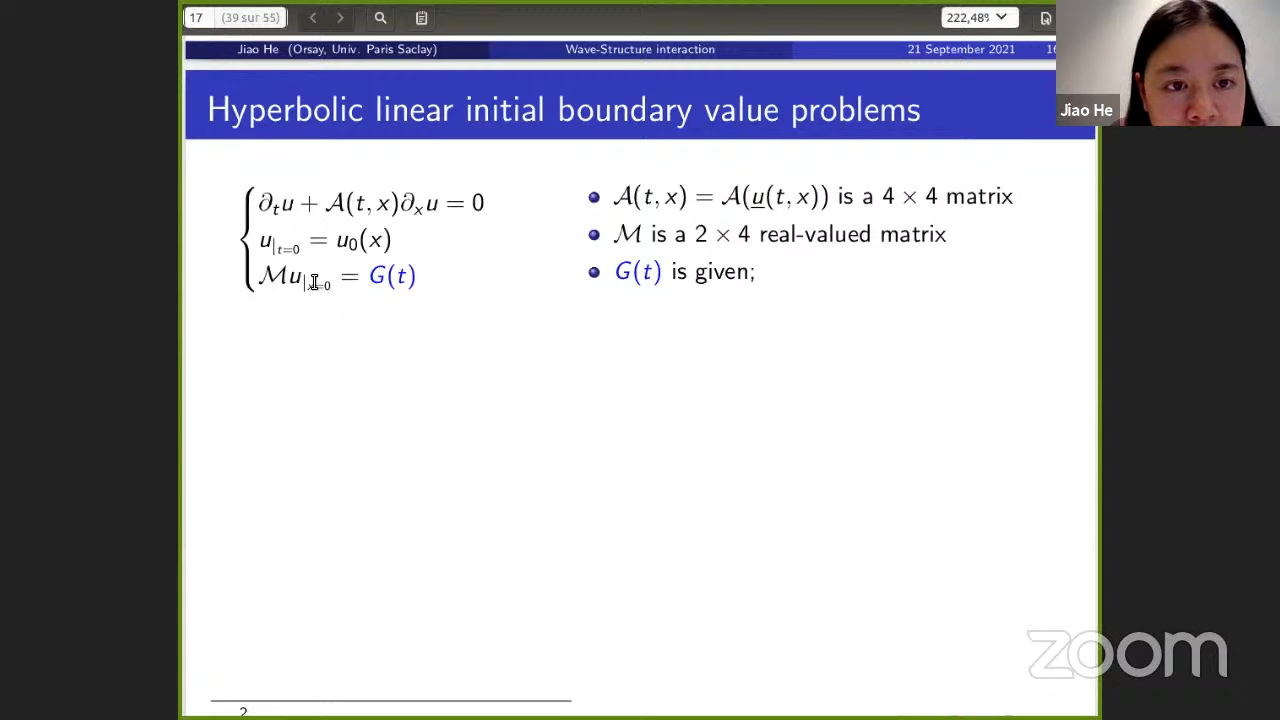 17 (39 sur 55) 222,48%
Jiao He (Orsay, Univ. Paris Saclay) Wave-Structure interaction 21 September 2021
Jiao He
Hyperbolic linear initial boundary value problems
∂ₜu + 𝒜(t, x)∂ₓu = 0
u|ₜ₌₀ = u₀(x)
ℳu|ₓ₌₀ = G(t)
𝒜(t, x) = 𝒜(u̲(t, x)) is a 4 × 4 matrix
ℳ is a 2 × 4 real-valued matrix
G(t) is given;
2
zoom